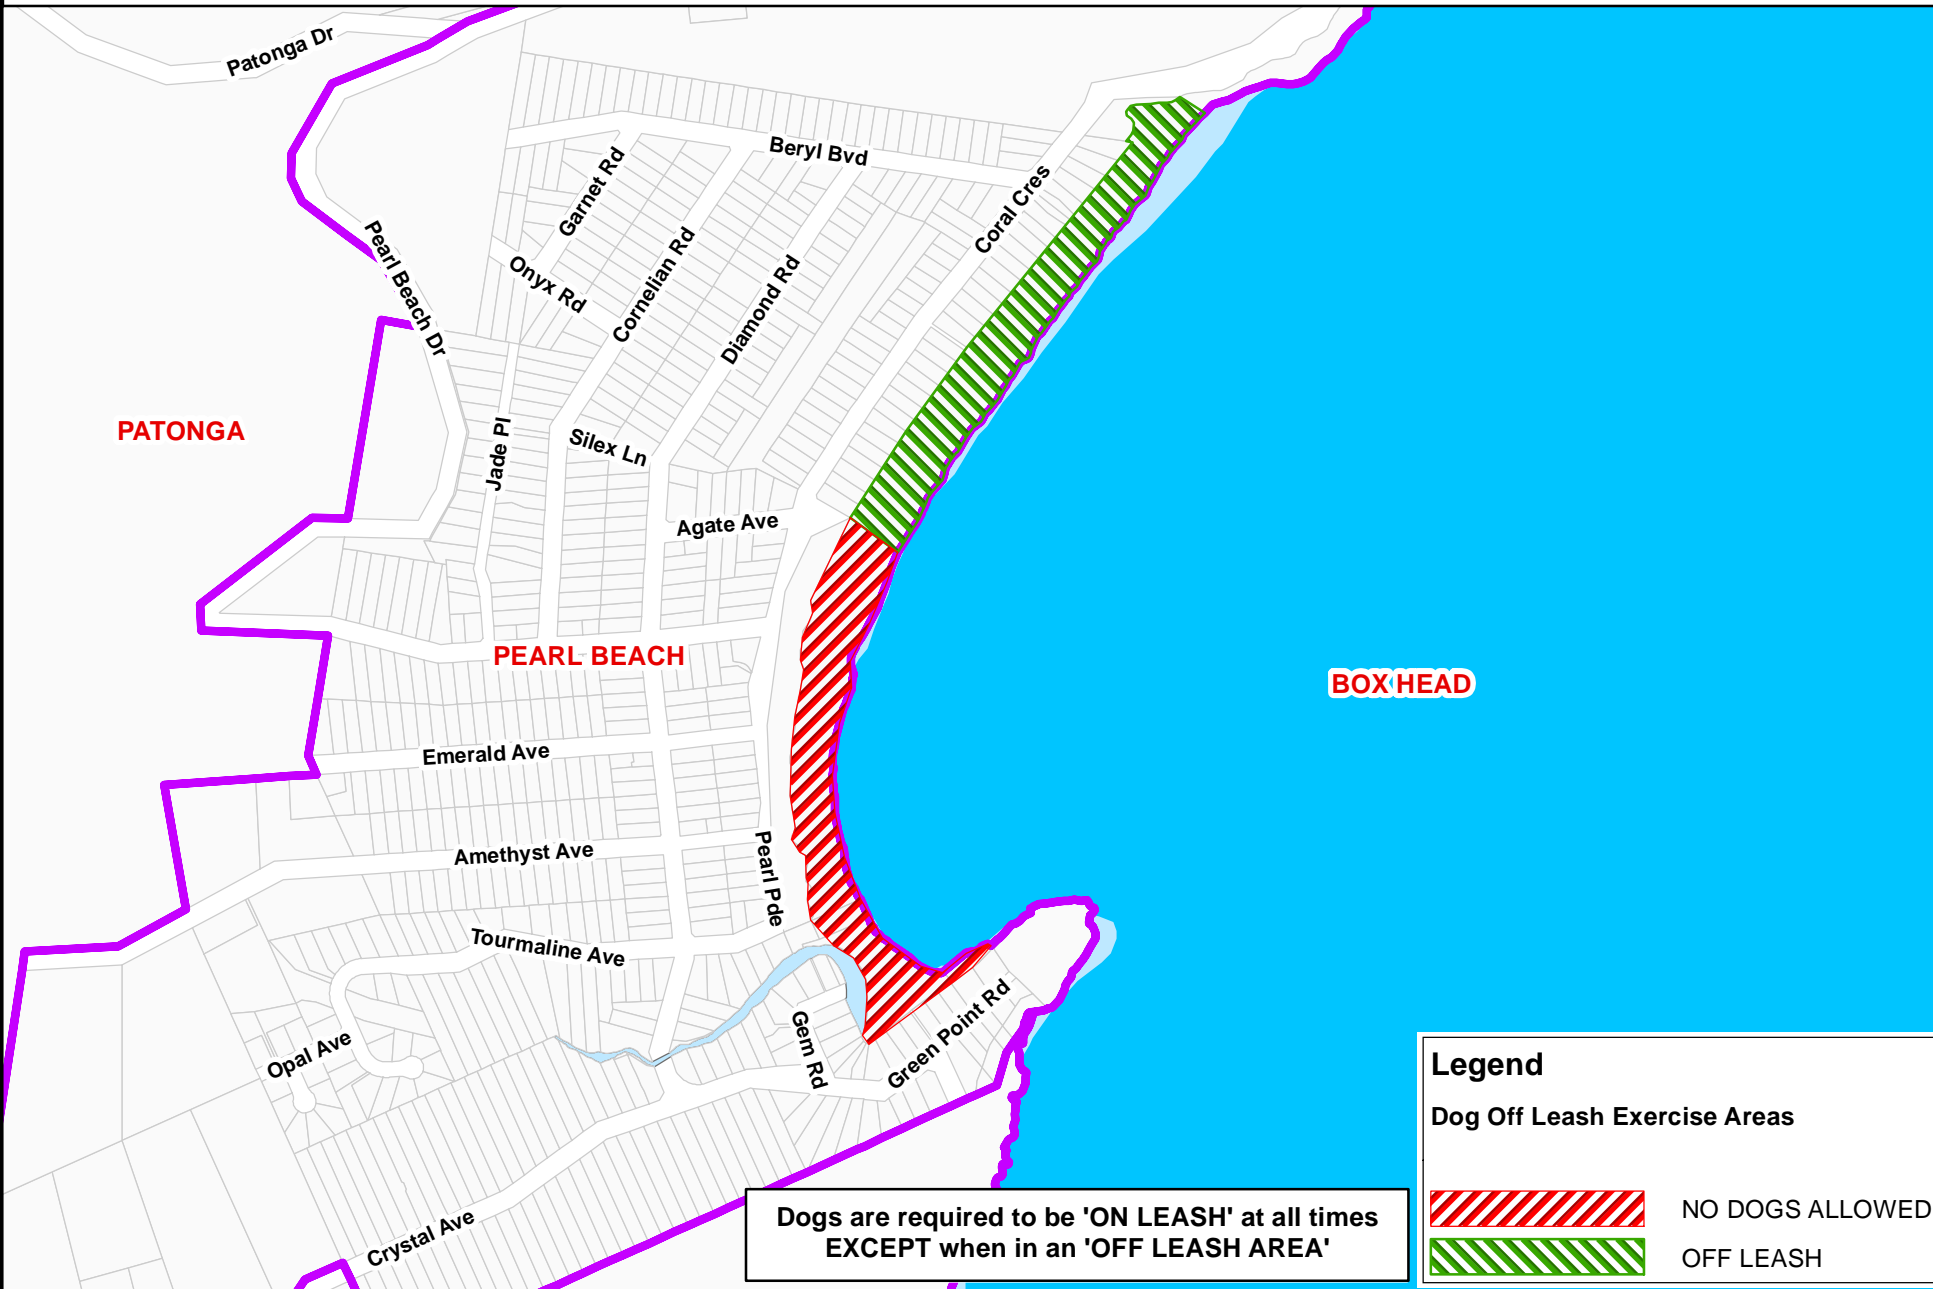 Patonga Dr
Beryl Bvd
Garnet Rd
Coral Cres
Pearl Beach Dr
Onyx Rd
Cornelian Rd
Diamond Rd
PATONGA
Jade Pl
Silex Ln
Agate Ave
PEARL BEACH
BOX HEAD
Emerald Ave
Amethyst Ave
Pearl Pde
Tourmaline Ave
Opal Ave
Gem Rd
Green Point Rd
Crystal Ave
Dogs are required to be 'ON LEASH' at all times
EXCEPT when in an 'OFF LEASH AREA'
Legend
Dog Off Leash Exercise Areas
NO DOGS ALLOWED
OFF LEASH